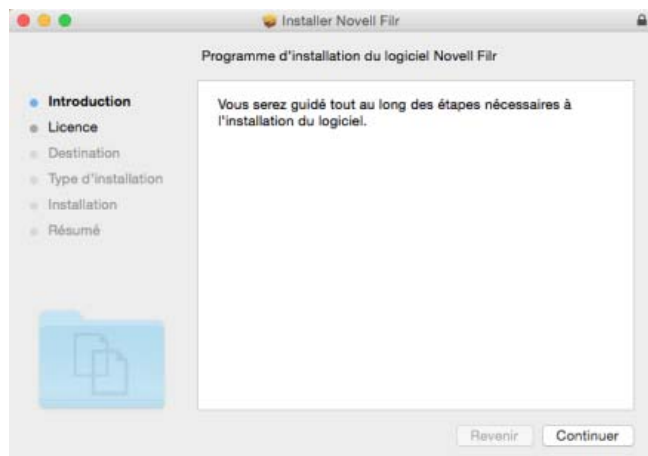 Installer Novell Filr
Programme d'installation du logiciel Novell Filr
Introduction
Licence
Destination
Type d'installation
Installation
Résumé
Vous serez guidé tout au long des étapes nécessaires à
l'installation du logiciel.
Revenir
Continuer